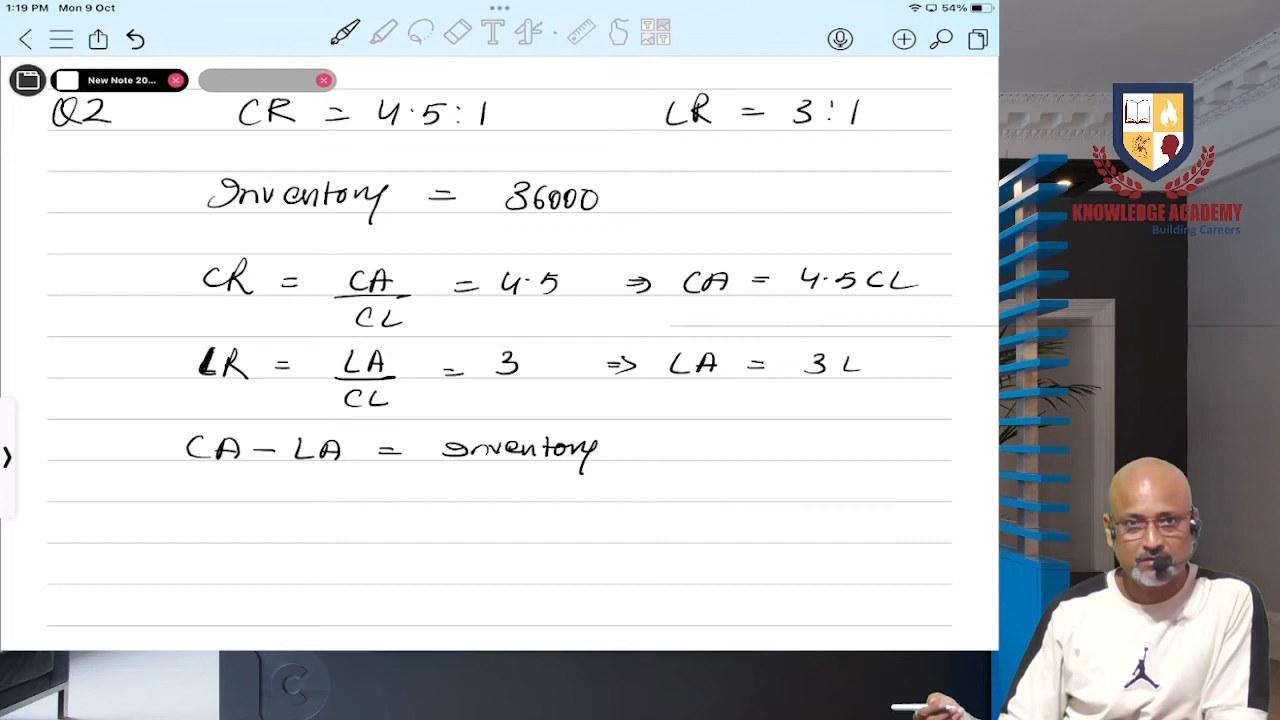 1:19 PM Mon 9 Oct
54%
New Note 20...
Q2 CR = 4.5:1 LR = 3:1
Inventory = 36000
CR = CA/CL = 4.5 ⇒ CA = 4.5CL
LR = LA/CL = 3 ⇒ LA = 3 L
CA - LA = Inventory
KNOWLEDGE ACADEMY
Building Careers